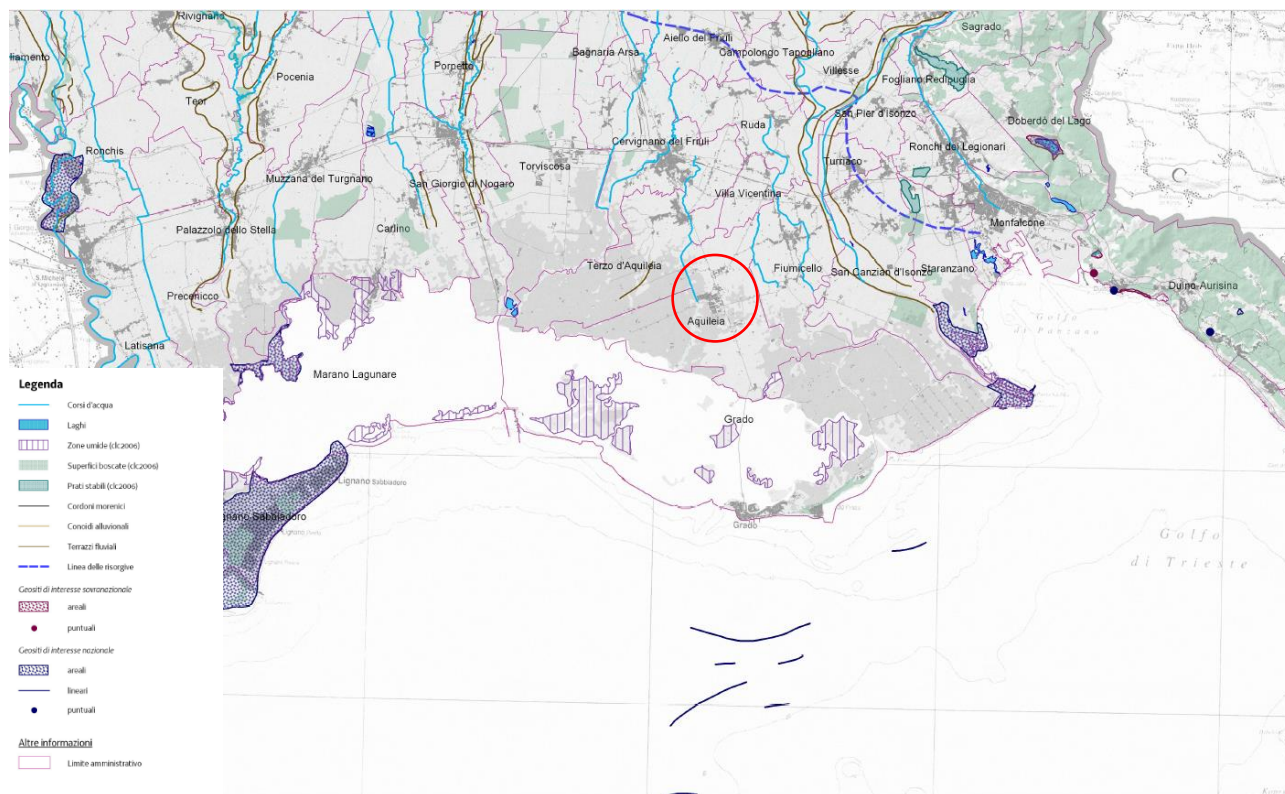 Rivignano
Sagrado
Aiello del Friuli
Bagnaria Arsa
Campolongo Tapogliano
Porpetto
Villesse
Pocenia
Fogliano Redipuglia
Teor
San Pier d'Isonzo
Doberdò del Lago
Ruda
Ronchis
Cervignano del Friuli
Ronchi dei Legionari
Turriaco
Torviscosa
Muzzana del Turgnano
San Giorgio di Nogaro
Villa Vicentina
Monfalcone
Palazzolo dello Stella
Carlino
Terzo d'Aquileia
Fiumicello
San Canzian d'Isonzo
Staranzano
Duino-Aurisina
Precenicco
Aquileia
Golfo
di Panzano
Latisana
Marano Lagunare
Grado
Lignano Sabbiadoro
Grado
Golfo
di Trieste
Legenda
Corsi d'acqua
Laghi
Zone umide (clc2006)
Superfici boscate (clc2006)
Prati stabili (clc2006)
Cordoni morenici
Conoidi alluvionali
Terrazzi fluviali
Linea delle risorgive
Geositi di interesse sovranazionale
areali
puntuali
Geositi di interesse nazionale
areali
lineari
puntuali
Altre informazioni
Limite amministrativo